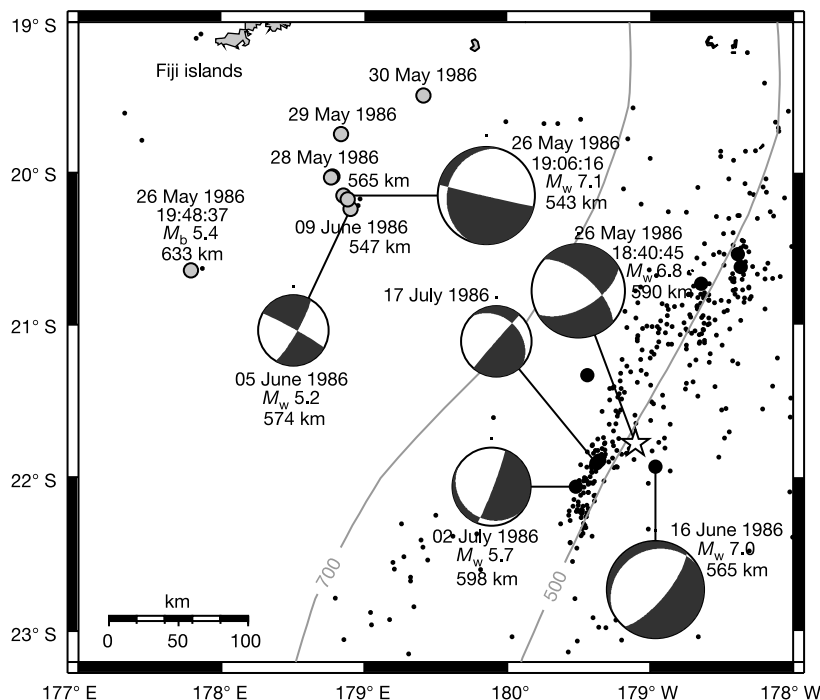 19° S
Fiji islands
30 May 1986
29 May 1986
26 May 1986
19:06:16
Mw 7.1
543 km
28 May 1986
20° S
565 km
26 May 1986
19:48:37
Mb 5.4
633 km
09 June 1986
547 km
26 May 1986
18:40:45
Mw 6.8
590 km
17 July 1986
21° S
05 June 1986
Mw 5.2
574 km
22° S
02 July 1986
Mw 5.7
598 km
16 June 1986
Mw 7.0
565 km
700
500
km
0 50 100
23° S
177° E 178° E 179° E 180° 179° W 178° W